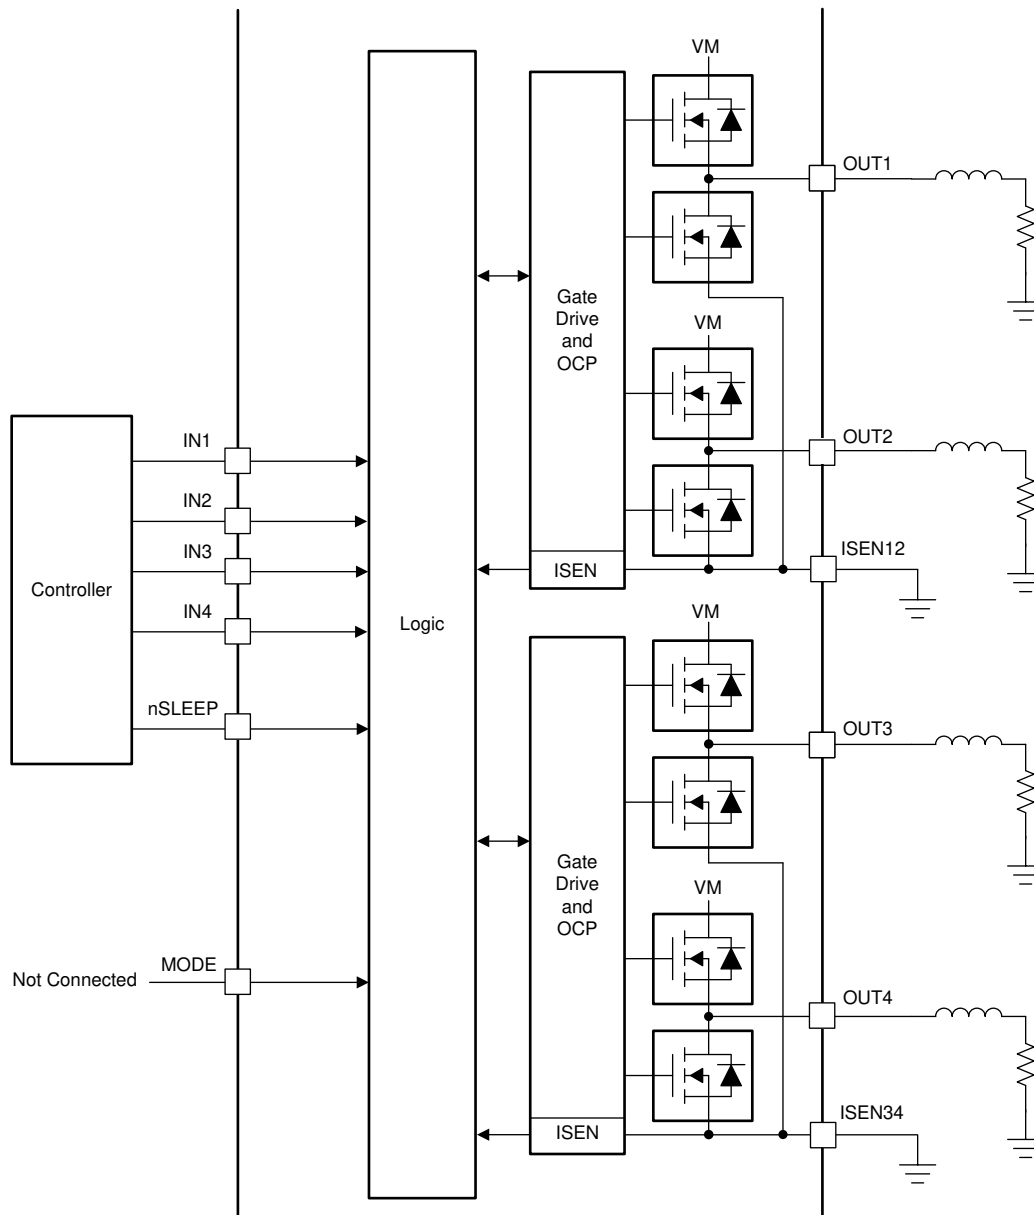 VM
OUT1
Gate
Drive
and
OCP
VM
OUT2
IN1
IN2
IN3
IN4
nSLEEP
Controller
Logic
ISEN
ISEN12
VM
OUT3
Gate
Drive
and
OCP
VM
Not Connected
MODE
OUT4
ISEN
ISEN34